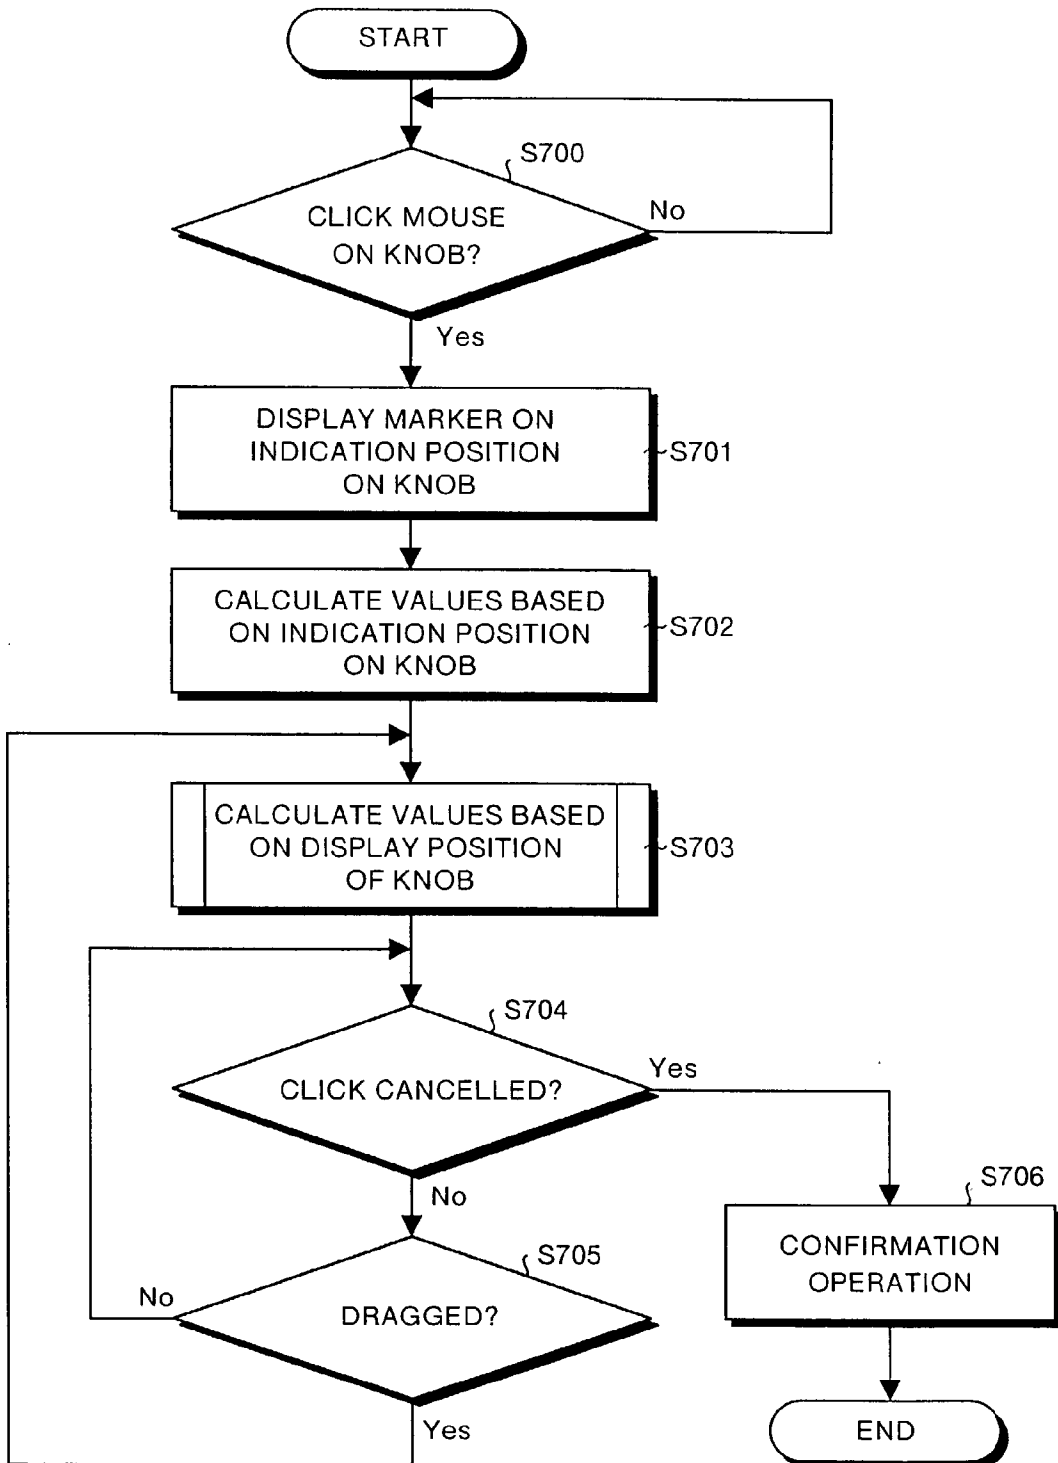 START
S700
CLICK MOUSE
ON KNOB?
No
Yes
DISPLAY MARKER ON
INDICATION POSITION
ON KNOB
S701
CALCULATE VALUES BASED
ON INDICATION POSITION
ON KNOB
S702
CALCULATE VALUES BASED
ON DISPLAY POSITION
OF KNOB
S703
S704
CLICK CANCELLED?
Yes
No
S706
CONFIRMATION
OPERATION
S705
DRAGGED?
No
Yes
END